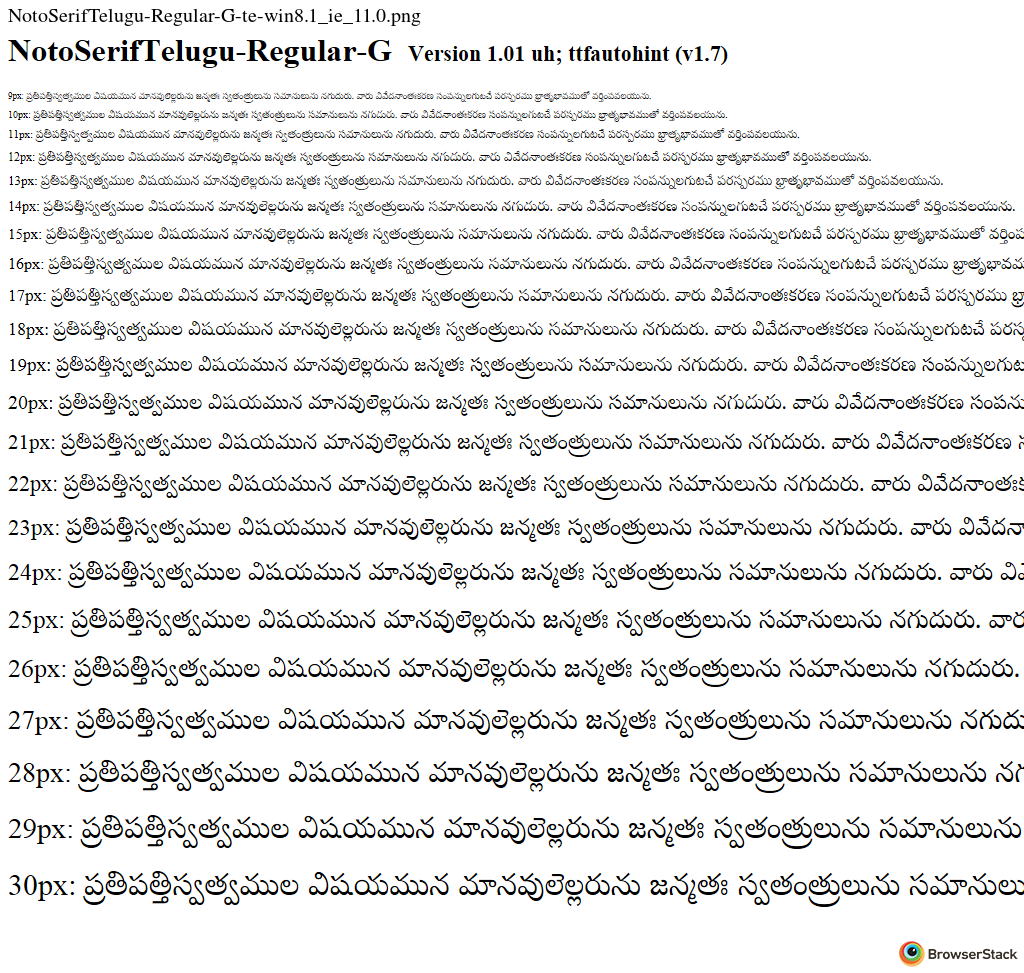 NotoSerifTelugu-Regular-G-te-win8.1_ie_11.0.png
NotoSerifTelugu-Regular-G Version 1.01 uh; ttfautohint (v1.7)
9px: ప్రతిపత్తిస్వత్వముల విషయమున మానవులెల్లరును జన్మతః స్వతంత్రులును సమానులును నగుదురు. వారు వివేదనాంతఃకరణ సంపన్నులగుటచే పరస్పరము భ్రాతృభావముతో వర్తింపవలయును.
10px: ప్రతిపత్తిస్వత్వముల విషయమున మానవులెల్లరును జన్మతః స్వతంత్రులును సమానులును నగుదురు. వారు వివేదనాంతఃకరణ సంపన్నులగుటచే పరస్పరము భ్రాతృభావముతో వర్తింపవలయును.
11px: ప్రతిపత్తిస్వత్వముల విషయమున మానవులెల్లరును జన్మతః స్వతంత్రులును సమానులును నగుదురు. వారు వివేదనాంతఃకరణ సంపన్నులగుటచే పరస్పరము భ్రాతృభావముతో వర్తింపవలయును.
12px: ప్రతిపత్తిస్వత్వముల విషయమున మానవులెల్లరును జన్మతః స్వతంత్రులును సమానులును నగుదురు. వారు వివేదనాంతఃకరణ సంపన్నులగుటచే పరస్పరము భ్రాతృభావముతో వర్తింపవలయును.
13px: ప్రతిపత్తిస్వత్వముల విషయమున మానవులెల్లరును జన్మతః స్వతంత్రులును సమానులును నగుదురు. వారు వివేదనాంతఃకరణ సంపన్నులగుటచే పరస్పరము భ్రాతృభావముతో వర్తింపవలయును.
14px: ప్రతిపత్తిస్వత్వముల విషయమున మానవులెల్లరును జన్మతః స్వతంత్రులును సమానులును నగుదురు. వారు వివేదనాంతఃకరణ సంపన్నులగుటచే పరస్పరము భ్రాతృభావముతో వర్తింపవలయును.
15px: ప్రతిపత్తిస్వత్వముల విషయమున మానవులెల్లరును జన్మతః స్వతంత్రులును సమానులును నగుదురు. వారు వివేదనాంతఃకరణ సంపన్నులగుటచే పరస్పరము భ్రాతృభావముతో వర్తింప
16px: ప్రతిపత్తిస్వత్వముల విషయమున మానవులెల్లరును జన్మతః స్వతంత్రులును సమానులును నగుదురు. వారు వివేదనాంతఃకరణ సంపన్నులగుటచే పరస్పరము భ్రాతృభావమ
17px: ప్రతిపత్తిస్వత్వముల విషయమున మానవులెల్లరును జన్మతః స్వతంత్రులును సమానులును నగుదురు. వారు వివేదనాంతఃకరణ సంపన్నులగుటచే పరస్పరము భ్రా
18px: ప్రతిపత్తిస్వత్వముల విషయమున మానవులెల్లరును జన్మతః స్వతంత్రులును సమానులును నగుదురు. వారు వివేదనాంతఃకరణ సంపన్నులగుటచే పరస
19px: ప్రతిపత్తిస్వత్వముల విషయమున మానవులెల్లరును జన్మతః స్వతంత్రులును సమానులును నగుదురు. వారు వివేదనాంతఃకరణ సంపన్నులగుట
20px: ప్రతిపత్తిస్వత్వముల విషయమున మానవులెల్లరును జన్మతః స్వతంత్రులును సమానులును నగుదురు. వారు వివేదనాంతఃకరణ సంపను
21px: ప్రతిపత్తిస్వత్వముల విషయమున మానవులెల్లరును జన్మతః స్వతంత్రులును సమానులును నగుదురు. వారు వివేదనాంతఃకరణ
22px: ప్రతిపత్తిస్వత్వముల విషయమున మానవులెల్లరును జన్మతః స్వతంత్రులును సమానులును నగుదురు. వారు వివేదనాంతఃక
23px: ప్రతిపత్తిస్వత్వముల విషయమున మానవులెల్లరును జన్మతః స్వతంత్రులును సమానులును నగుదురు. వారు వివేదనా
24px: ప్రతిపత్తిస్వత్వముల విషయమున మానవులెల్లరును జన్మతః స్వతంత్రులును సమానులును నగుదురు. వారు వివే
25px: ప్రతిపత్తిస్వత్వముల విషయమున మానవులెల్లరును జన్మతః స్వతంత్రులును సమానులును నగుదురు. వార
26px: ప్రతిపత్తిస్వత్వముల విషయమున మానవులెల్లరును జన్మతః స్వతంత్రులును సమానులును నగుదురు.
27px: ప్రతిపత్తిస్వత్వముల విషయమున మానవులెల్లరును జన్మతః స్వతంత్రులును సమానులును నగుదు
28px: ప్రతిపత్తిస్వత్వముల విషయమున మానవులెల్లరును జన్మతః స్వతంత్రులును సమానులును నగ
29px: ప్రతిపత్తిస్వత్వముల విషయమున మానవులెల్లరును జన్మతః స్వతంత్రులును సమానులును
30px: ప్రతిపత్తిస్వత్వముల విషయమున మానవులెల్లరును జన్మతః స్వతంత్రులును సమానులు
BrowserStack